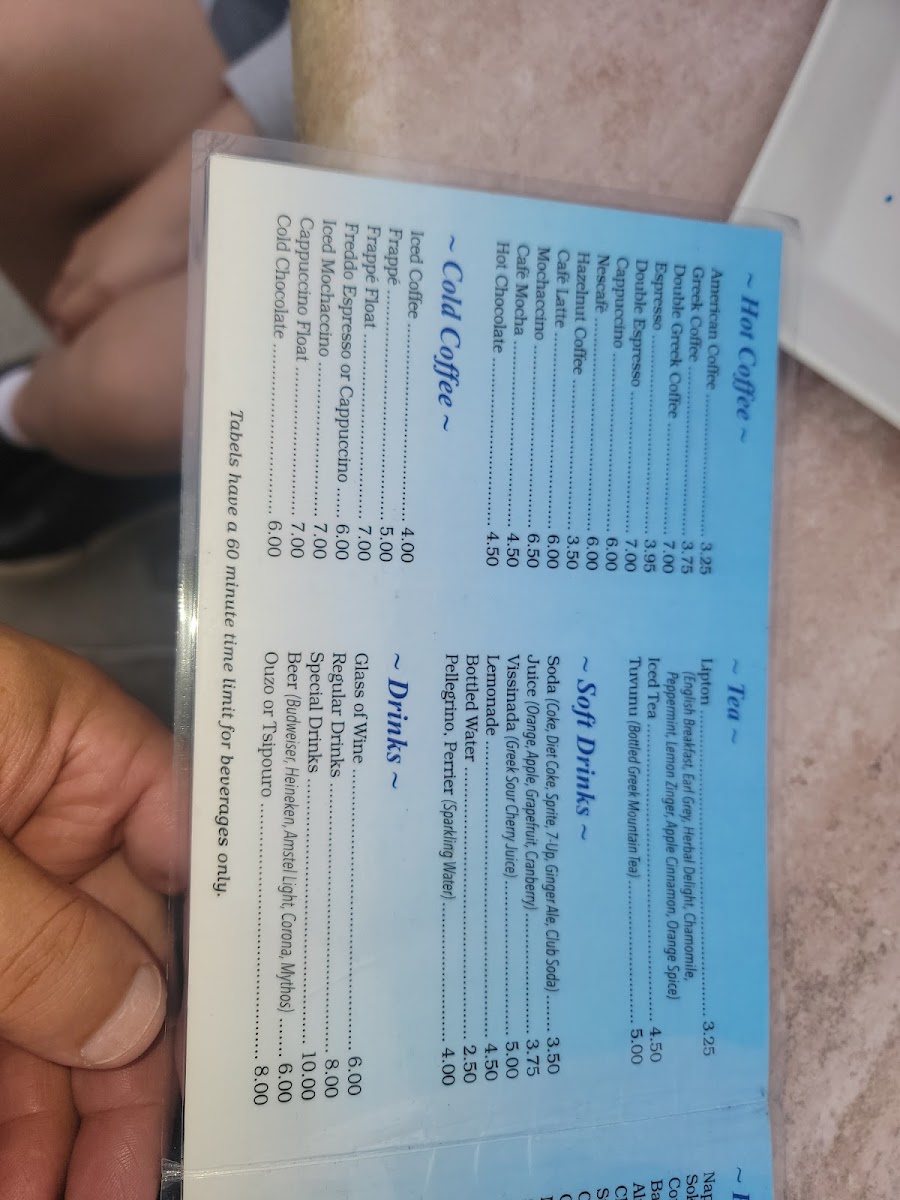 ~ Hot Coffee ~
American Coffee ........ 3.25
Greek Coffee ........ 3.75
Double Greek Coffee ........ 7.00
Espresso ........ 3.95
Double Espresso ........ 7.00
Cappuccino ........ 6.00
Nescafè ........ 6.00
Hazelnut Coffee ........ 3.50
Cafè Latte ........ 6.00
Mochaccino ........ 6.50
Cafè Mocha ........ 4.50
Hot Chocolate ........ 4.50
~ Cold Coffee ~
Iced Coffee ........ 4.00
Frappé ........ 5.00
Frappé Float ........ 7.00
Freddo Espresso or Cappuccino ..... 6.00
Iced Mochaccino ........ 7.00
Cappuccino Float ........ 7.00
Cold Chocolate ........ 6.00
~ Tea ~
Lipton ........ 3.25
(English Breakfast, Earl Grey, Herbal Delight, Chamomile,
Peppermint, Lemon Zinger, Apple Cinnamon, Orange Spice)
Iced Tea ........ 4.50
Tuvunu (Bottled Greek Mountain Tea) ........ 5.00
~ Soft Drinks ~
Soda (Coke, Diet Coke, Sprite, 7-Up, Ginger Ale, Club Soda) ...... 3.50
Juice (Orange, Apple, Grapefruit, Cranberry) ........ 3.75
Vissinada (Greek Sour Cherry Juice) ........ 5.00
Lemonade ........ 4.50
Bottled Water ........ 2.50
Pellegrino, Perrier (Sparkling Water) ........ 4.00
~ Drinks ~
Glass of Wine ........ 6.00
Regular Drinks ........ 8.00
Special Drinks ........ 10.00
Beer (Budweiser, Heineken, Amstel Light, Corona, Mythos) ....... 6.00
Ouzo or Tsipouro ........ 8.00
Tabels have a 60 minute time limit for beverages only.